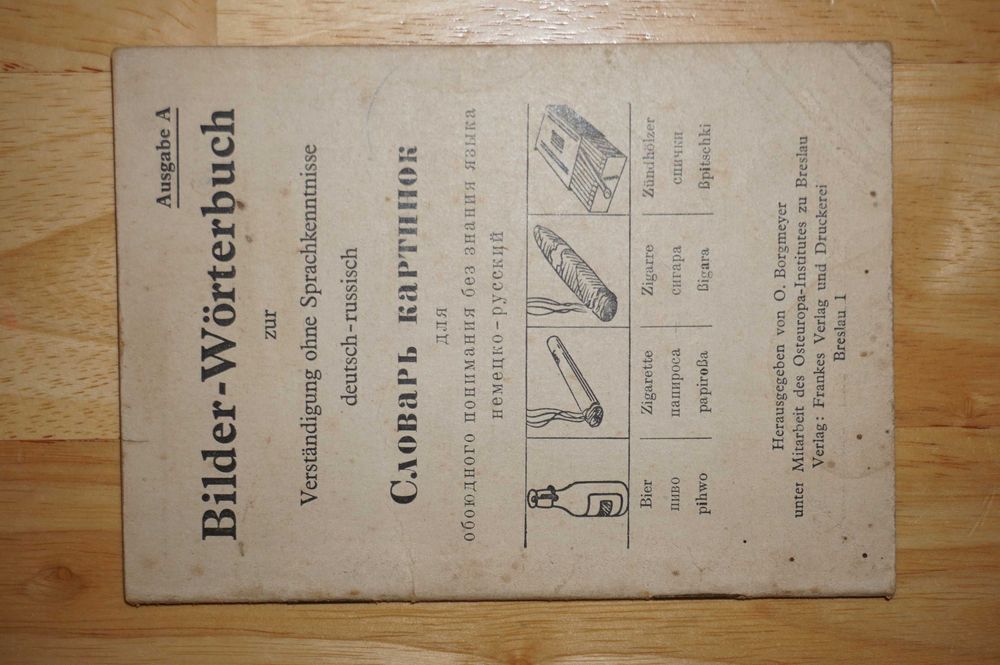 Ausgabe A
Bilder-Wörterbuch
zur
Verständigung ohne Sprachkenntnisse
deutsch-russisch
Словарь картинок
для
обоюдного понимания без знания языка
немецко-русский
Bier Zigarette Zigarre Zündhölzer
пиво папироса сигара спички
pihwo papiroßa ßigara ßpitschki
Herausgegeben von O. Borgmeyer
unter Mitarbeit des Osteuropa-Institutes zu Breslau
Verlag: Frankes Verlag und Druckerei
Breslau 1